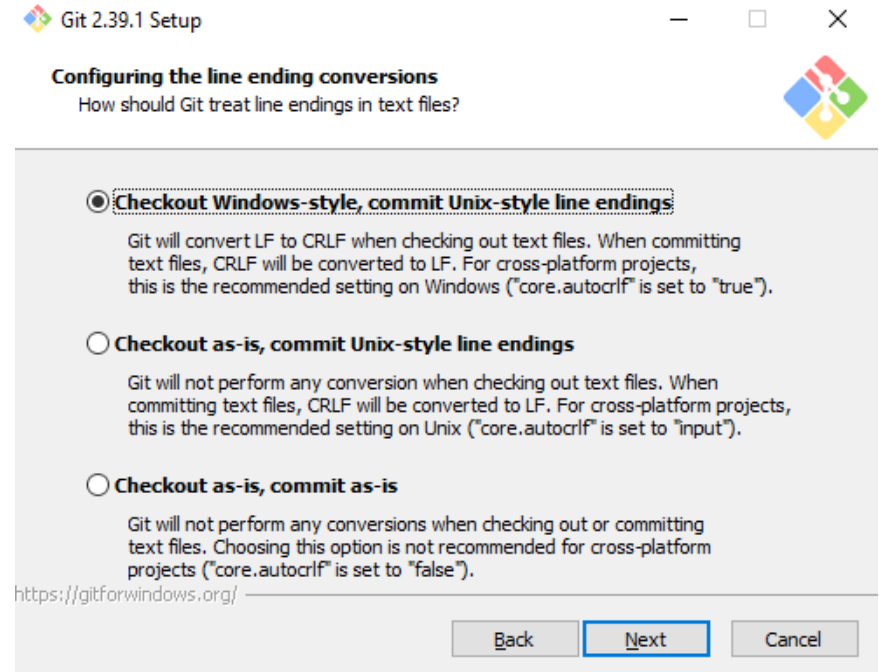 Git 2.39.1 Setup
Configuring the line ending conversions
How should Git treat line endings in text files?
Checkout Windows-style, commit Unix-style line endings
Git will convert LF to CRLF when checking out text files. When committing
text files, CRLF will be converted to LF. For cross-platform projects,
this is the recommended setting on Windows ("core.autocrlf" is set to "true").
Checkout as-is, commit Unix-style line endings
Git will not perform any conversion when checking out text files. When
committing text files, CRLF will be converted to LF. For cross-platform projects,
this is the recommended setting on Unix ("core.autocrlf" is set to "input").
Checkout as-is, commit as-is
Git will not perform any conversions when checking out or committing
text files. Choosing this option is not recommended for cross-platform
projects ("core.autocrlf" is set to "false").
https://gitforwindows.org/
Back Next Cancel